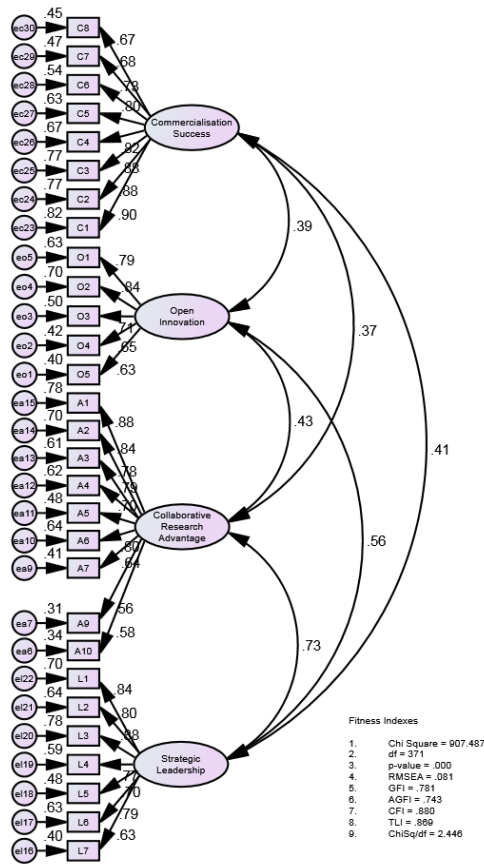 .45
ec30 C8
.67
.47
ec29 C7
.68
.54
ec28 C6
.73
.63
ec27 C5
.80
.67
ec26 C4
.82
.77
ec25 C3
.88
.77
ec24 C2
.88
.82
ec23 C1
.90
Commercialisation
Success
.63
eo5 O1
.79
.70
eo4 O2
.84
.50
eo3 O3
.71
.42
eo2 O4
.65
.40
eo1 O5
.63
Open
Innovation
.78
ea15 A1
.88
.70
ea14 A2
.84
.61
ea13 A3
.78
.62
ea12 A4
.79
.48
ea11 A5
.70
.64
ea10 A6
.80
.41
ea9 A7
.64
.31
ea7 A9
.56
.34
ea6 A10
.58
Collaborative
Research
Advantage
.70
el22 L1
.84
.64
el21 L2
.80
.78
el20 L3
.88
.59
el19 L4
.48
el18 L5
.70
.63
el17 L6
.79
.40
el16 L7
.63
Strategic
Leadership
.39
.37
.43
.41
.56
.73
Fitness Indexes
1. Chi Square = 907.487
2. df = 371
3. p-value = .000
4. RMSEA = .081
5. GFI = .781
6. AGFI = .743
7. CFI = .880
8. TLI = .869
9. ChiSq/df = 2.446